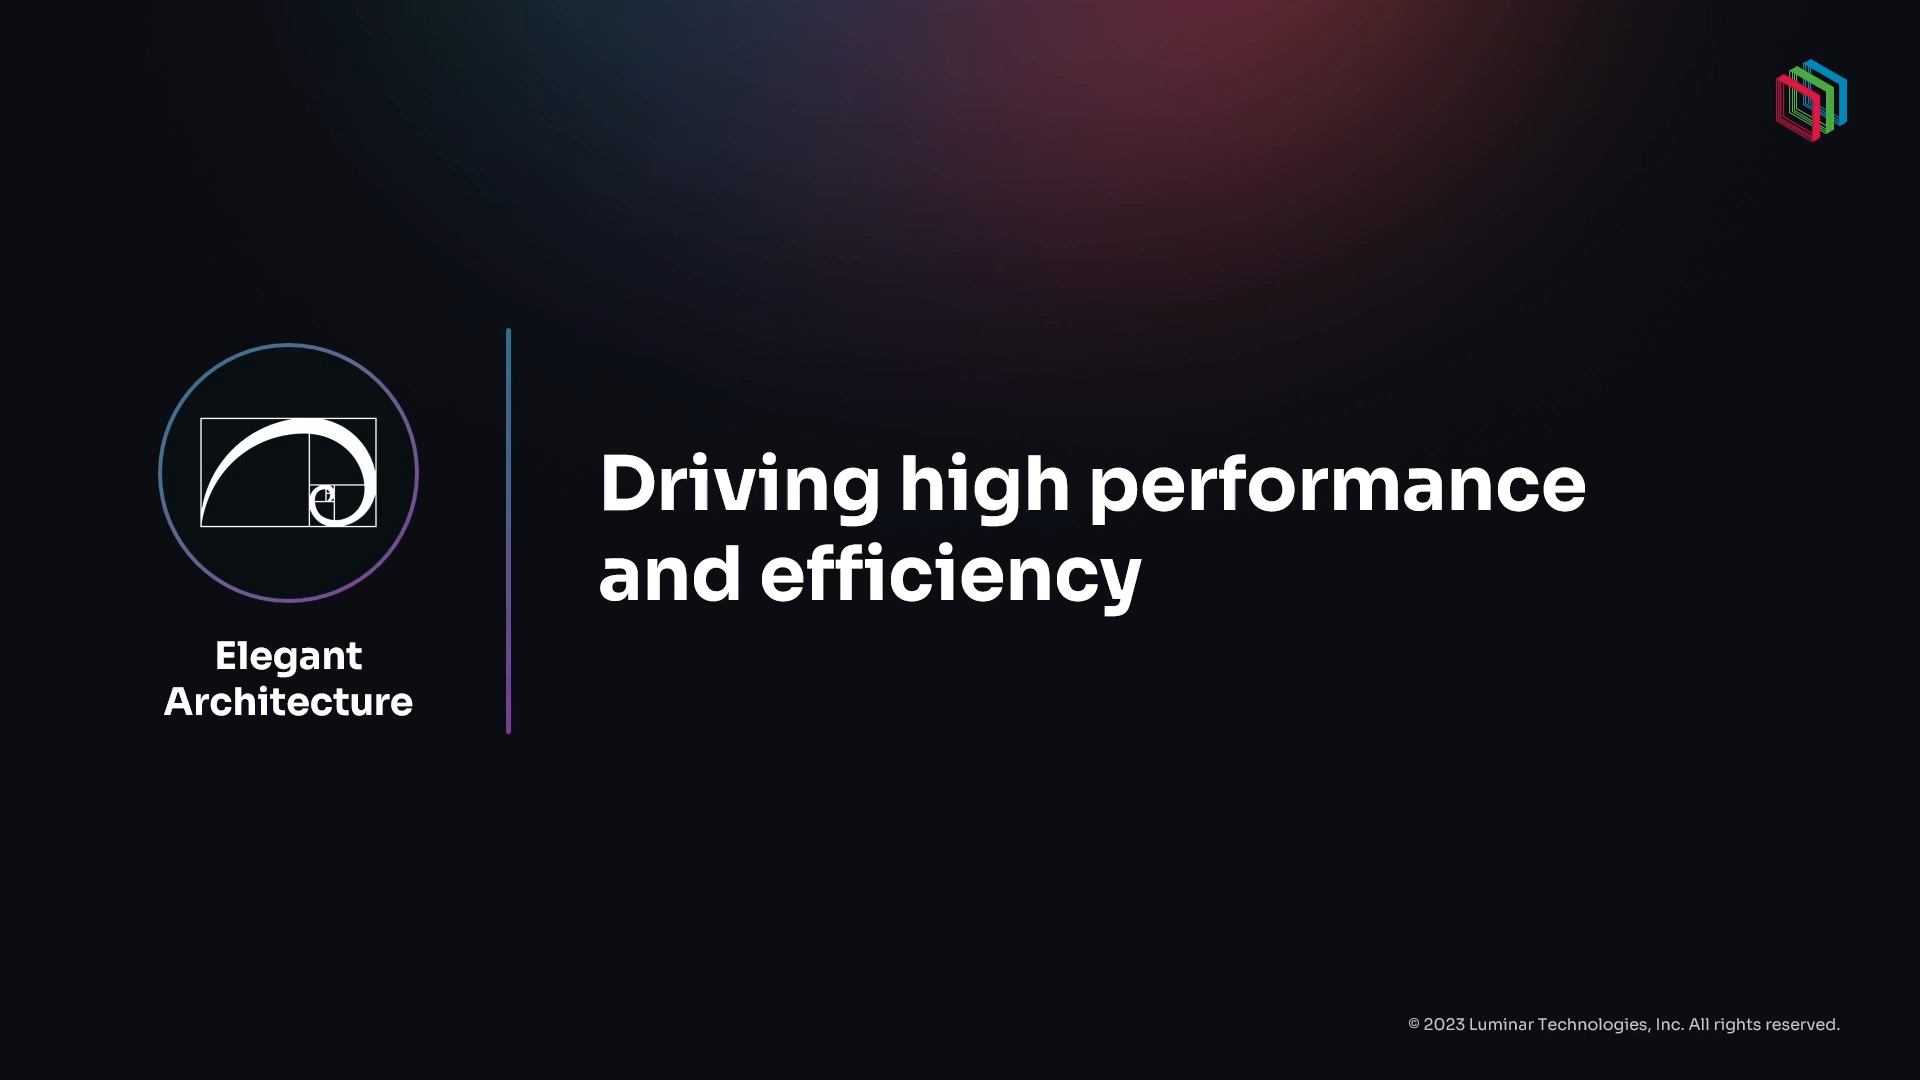 Elegant
Architecture
Driving high performance
and efficiency
© 2023 Luminar Technologies, Inc. All rights reserved.